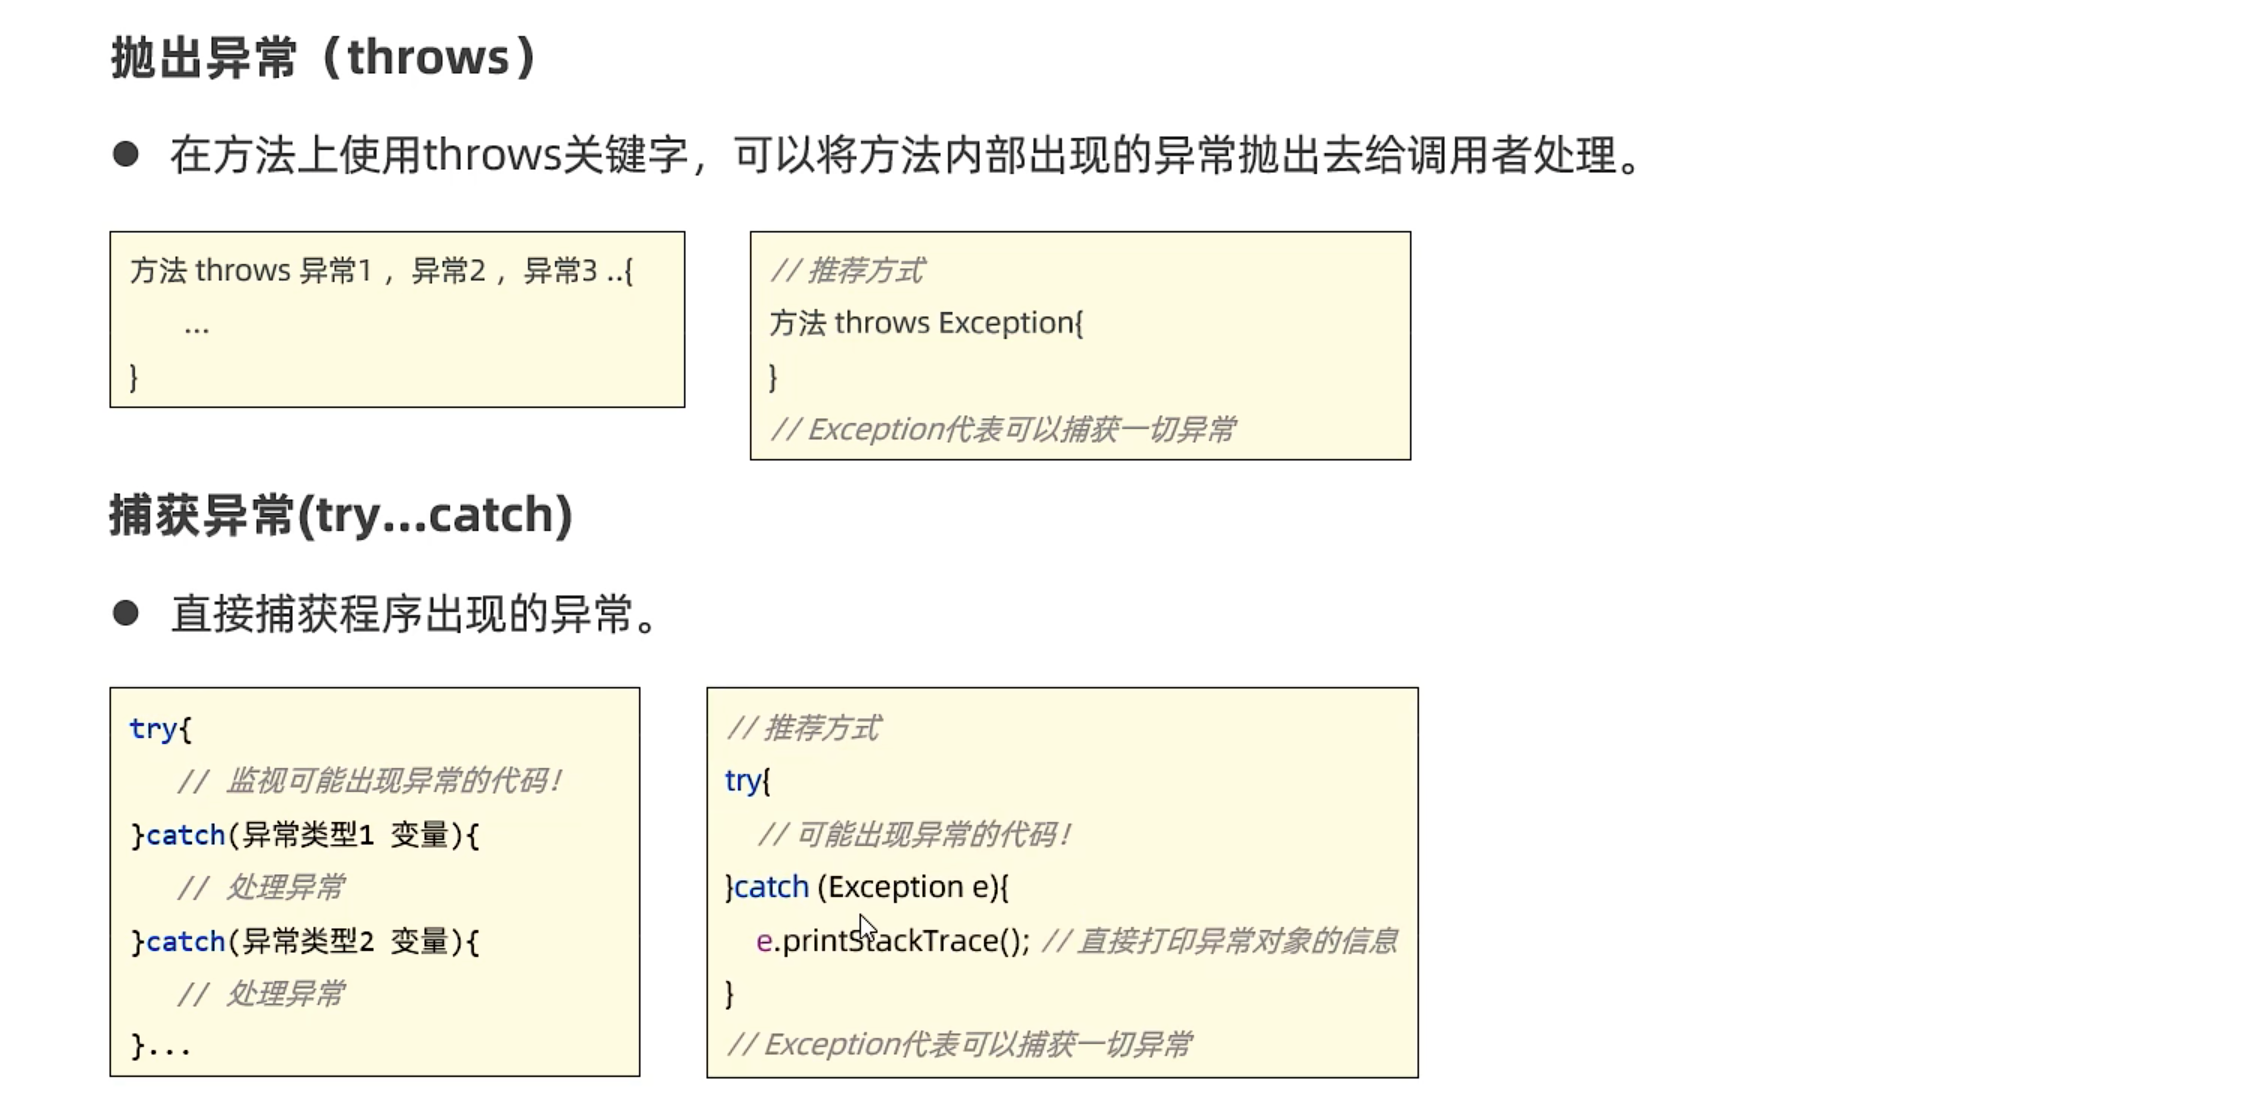 抛出异常（throws）
● 在方法上使用throws关键字，可以将方法内部出现的异常抛出去给调用者处理。
方法 throws 异常1 ，异常2 ，异常3 ..{
...
}
// 推荐方式
方法 throws Exception{
}
// Exception代表可以捕获一切异常
捕获异常(try...catch)
● 直接捕获程序出现的异常。
try{
// 监视可能出现异常的代码！
}catch(异常类型1 变量){
// 处理异常
}catch(异常类型2 变量){
// 处理异常
}...
// 推荐方式
try{
// 可能出现异常的代码！
}catch (Exception e){
e.printStackTrace(); // 直接打印异常对象的信息
}
// Exception代表可以捕获一切异常